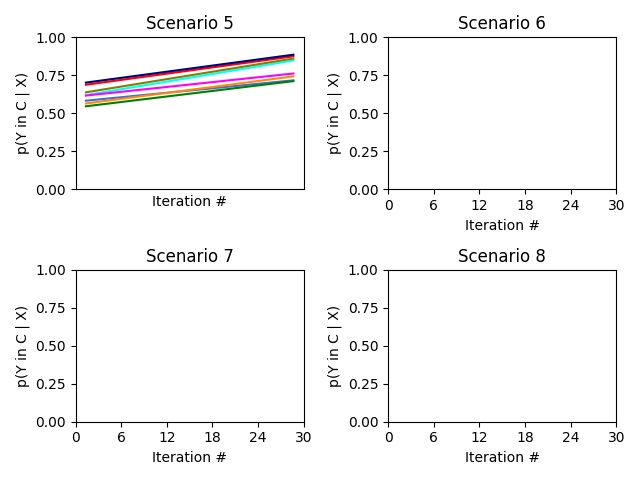 Scenario 5
1.00
0.75
0.50
0.25
0.00
p(Y in C | X)
Iteration #
Scenario 6
1.00
0.75
0.50
0.25
0.00
p(Y in C | X)
0 6 12 18 24 30
Iteration #
Scenario 7
1.00
0.75
0.50
0.25
0.00
p(Y in C | X)
0 6 12 18 24 30
Iteration #
Scenario 8
1.00
0.75
0.50
0.25
0.00
p(Y in C | X)
0 6 12 18 24 30
Iteration #